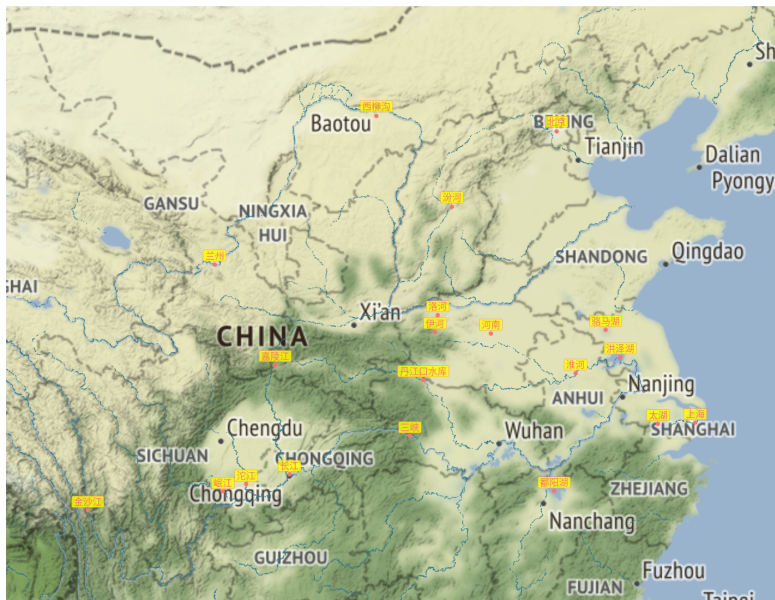 Sh
西柳沟
Baotou
BEIJING
北京
Tianjin
Dalian
Pyongy
GANSU
汾河
NINGXIA
HUI
SHANDONG
Qingdao
兰州
GHAI
洛河
Xi'an
伊河
河南
骆马湖
CHINA
洪泽湖
嘉陵江
丹江口水库
淮河
Nanjing
ANHUI
太湖
上海
Chengdu
三峡
Wuhan
SHANGHAI
SICHUAN
CHONGQING
长江
沱江
岷江
Chongqing
鄱阳湖
ZHEJIANG
金沙江
Nanchang
GUIZHOU
Fuzhou
FUJIAN
Taipei